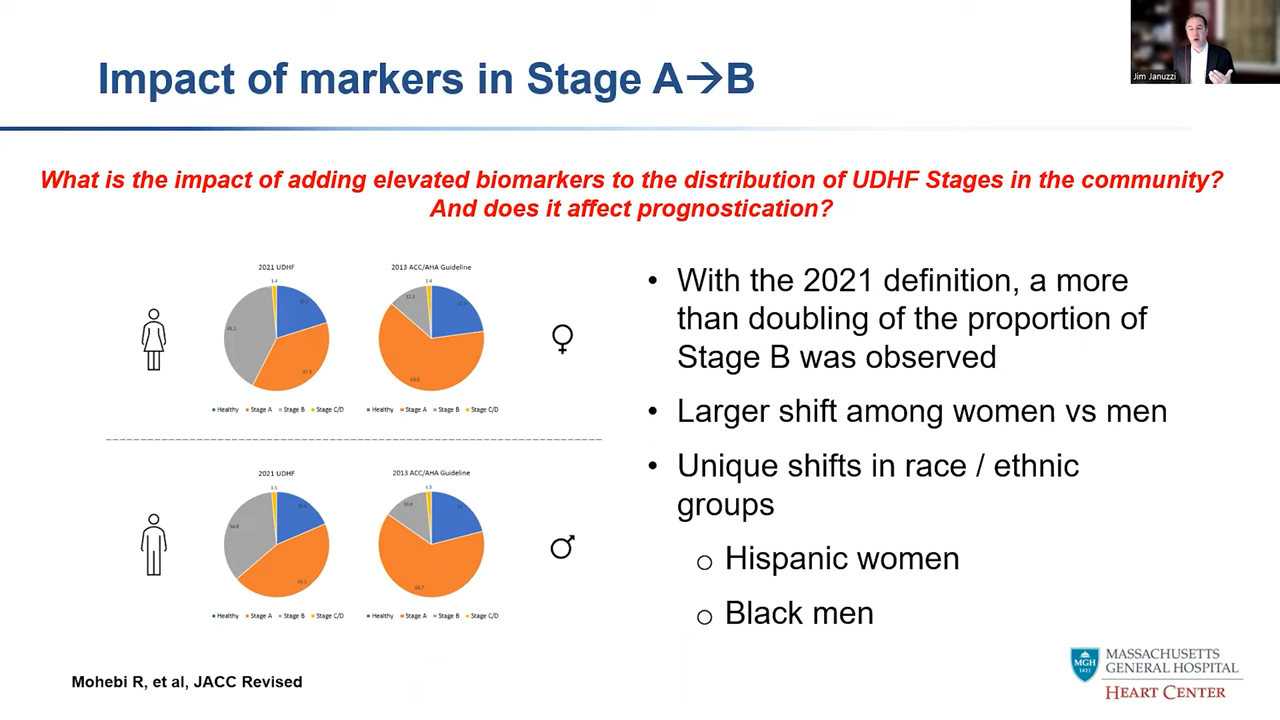 Jim Januzzi
Impact of markers in Stage A→B
What is the impact of adding elevated biomarkers to the distribution of UDHF Stages in the community?
And does it affect prognostication?
2021 UDHF
2013 ACC/AHA Guideline
Healthy Stage A Stage B Stage C/D
Healthy Stage A Stage B Stage C/D
2021 UDHF
2013 ACC/AHA Guideline
Healthy Stage A Stage B Stage C/D
Healthy Stage A Stage B Stage C/D
• With the 2021 definition, a more
than doubling of the proportion of
Stage B was observed
• Larger shift among women vs men
• Unique shifts in race / ethnic
groups
o Hispanic women
o Black men
Mohebi R, et al, JACC Revised
MGH
1811
MASSACHUSETTS
GENERAL HOSPITAL
HEART CENTER